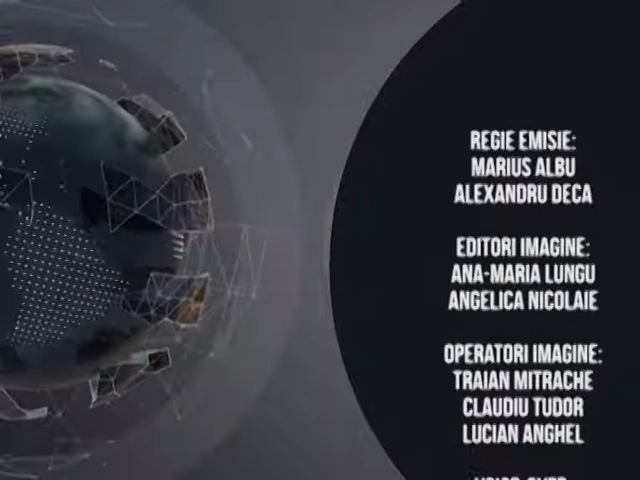 REGIE EMISIE:
MARIUS ALBU
ALEXANDRU DECA
EDITORI IMAGINE:
ANA-MARIA LUNGU
ANGELICA NICOLAIE
OPERATORI IMAGINE:
TRAIAN MITRACHE
CLAUDIU TUDOR
LUCIAN ANGHEL